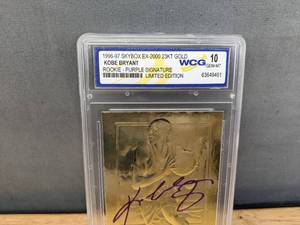 1996-97 SKYBOX EX-2000 23KT GOLD
KOBE BRYANT
ROOKIE - PURPLE SIGNATURE
LIMITED EDITION
WCG
10
GEM-MT
63649461